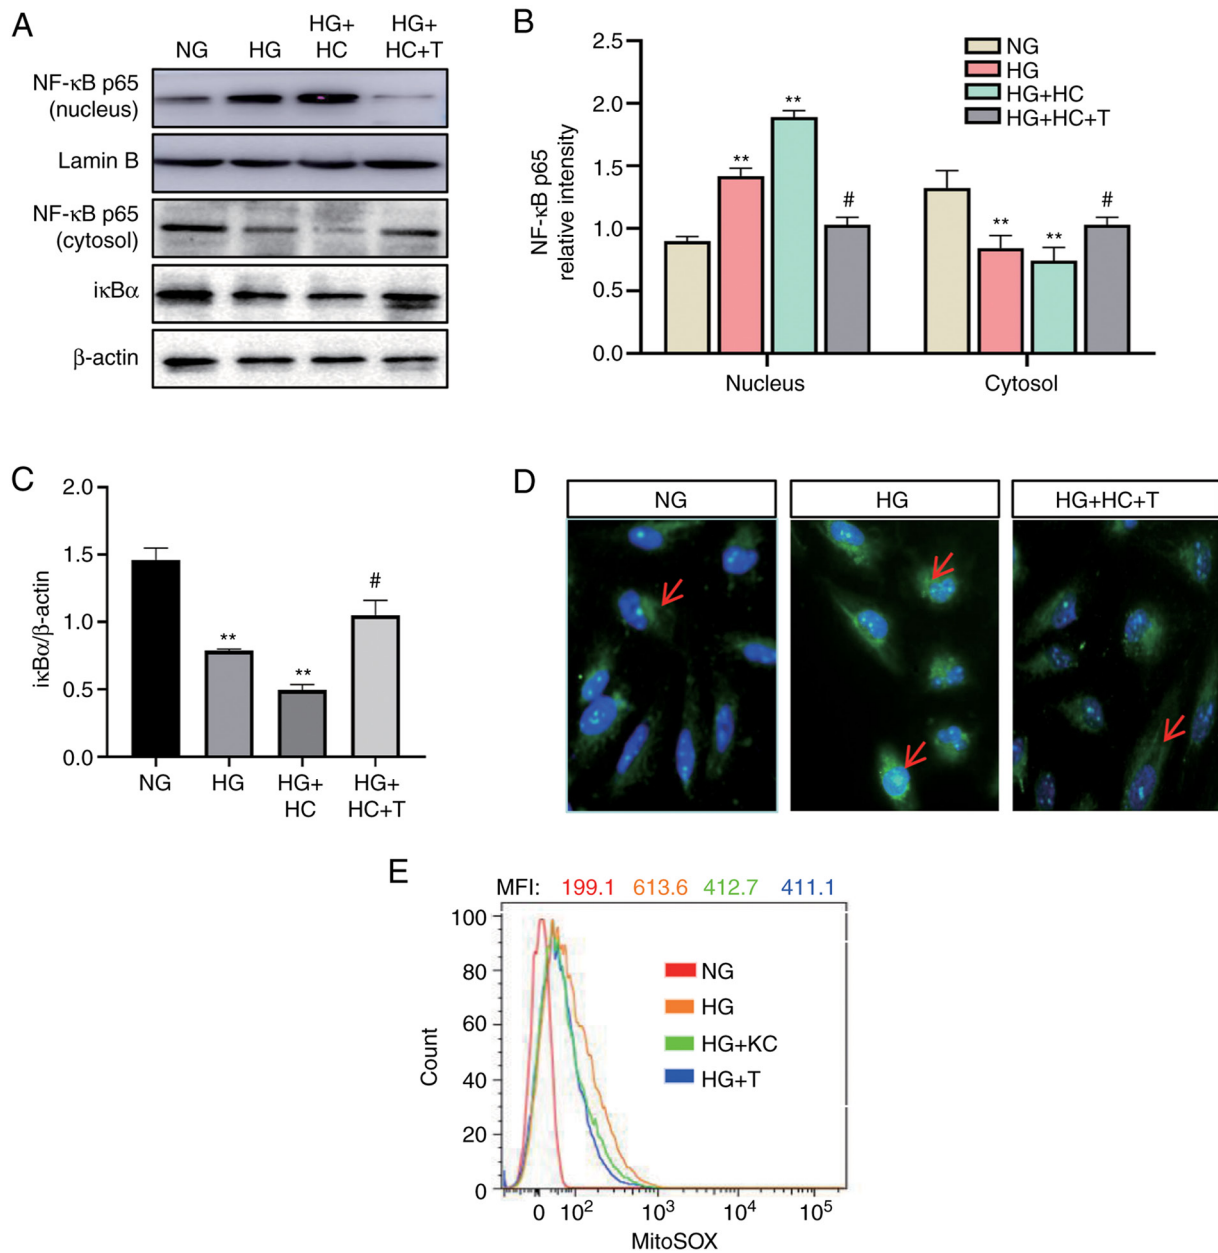 A
NG HG HG+ HC HG+ HC+T
NF-κB p65
(nucleus)
Lamin B
NF-κB p65
(cytosol)
iκBα
β-actin
B
NF-κB p65
relative intensity
2.5
2.0
1.5
1.0
0.5
0.0
** ** #
** ** #
NG
HG
HG+HC
HG+HC+T
Nucleus Cytosol
C
iκBα/β-actin
2.0
1.5
1.0
0.5
0.0
** ** #
NG HG HG+ HC HG+ HC+T
D
NG HG HG+HC+T
E
MFI: 199.1 613.6 412.7 411.1
Count
100
80
60
40
20
0
NG
HG
HG+KC
HG+T
0 10² 10³ 10⁴ 10⁵
MitoSOX